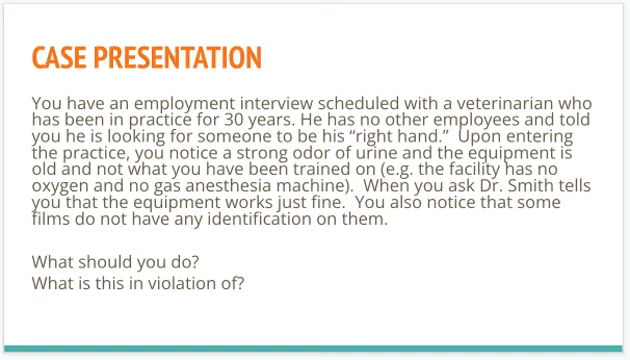 CASE PRESENTATION
You have an employment interview scheduled with a veterinarian who
has been in practice for 30 years. He has no other employees and told
you he is looking for someone to be his “right hand.”  Upon entering
the practice, you notice a strong odor of urine and the equipment is
old and not what you have been trained on (e.g. the facility has no
oxygen and no gas anesthesia machine).  When you ask Dr. Smith tells
you that the equipment works just fine.  You also notice that some
films do not have any identification on them.
What should you do?
What is this in violation of?